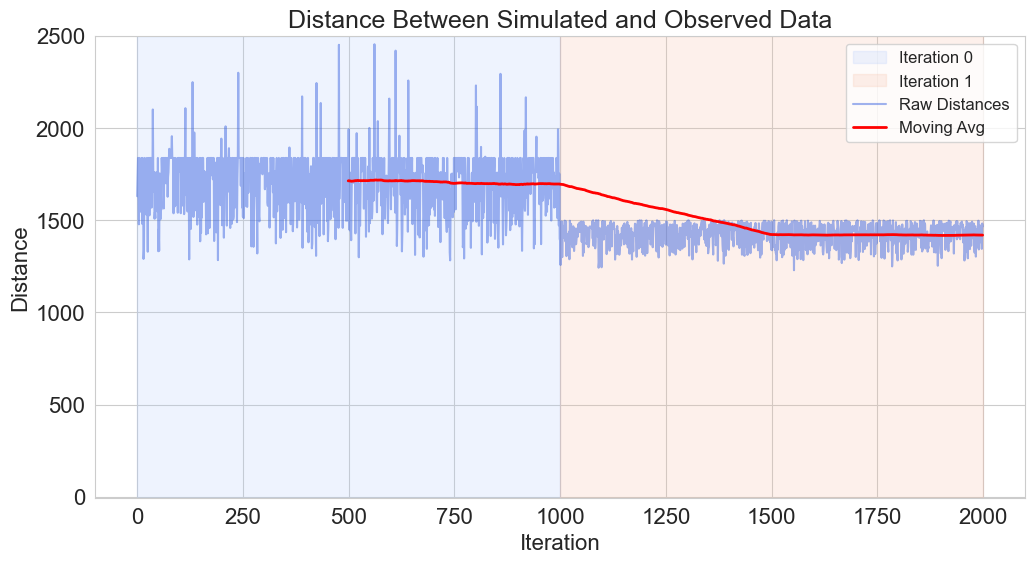 Distance Between Simulated and Observed Data
2500
2000
1500
1000
500
0
Distance
Iteration 0
Iteration 1
Raw Distances
Moving Avg
0 250 500 750 1000 1250 1500 1750 2000
Iteration